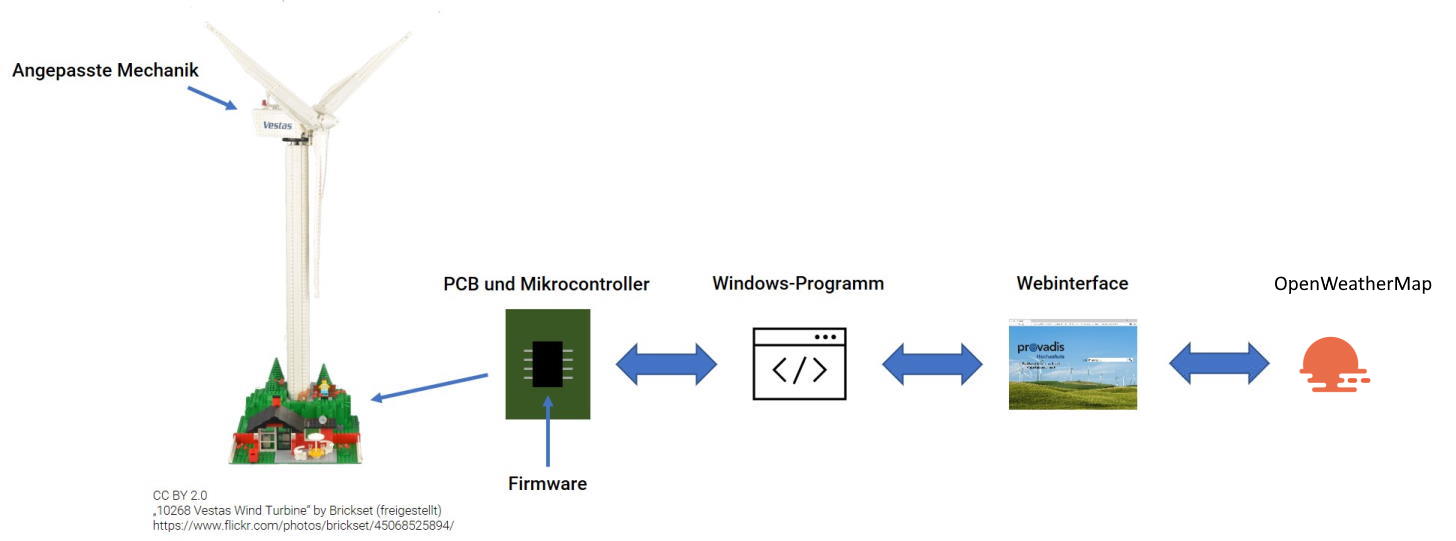 Angepasste Mechanik
Vestas
PCB und Mikrocontroller
Windows-Programm
Webinterface
OpenWeatherMap
</>
provadis
Hochschule
Firmware
CC BY 2.0
„10268 Vestas Wind Turbine“ by Brickset (freigestellt)
https://www.flickr.com/photos/brickset/45068525894/